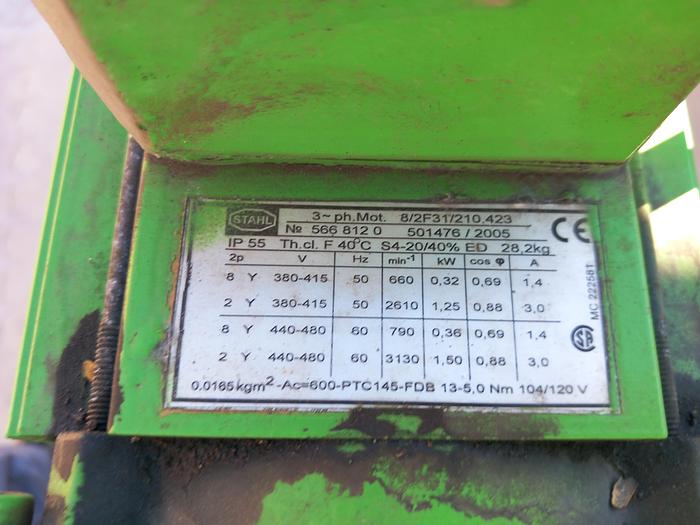 STAHL 3~ ph.Mot. 8/2F31/210.423
№ 566 812 0 501476 / 2005 CE
IP 55 Th.cl. F 40°C S4-20/40% ED 28,2kg
2p V Hz min⁻¹ kW cos φ A
8 Y 380-415 50 660 0,32 0,69 1,4
2 Y 380-415 50 2610 1,25 0,88 3,0
8 Y 440-480 60 790 0,36 0,69 1,4
2 Y 440-480 60 3130 1,50 0,88 3,0
0,0165kgm²-Ac=600-PTC145-FDB 13-5,0 Nm 104/120 V
MC 222581